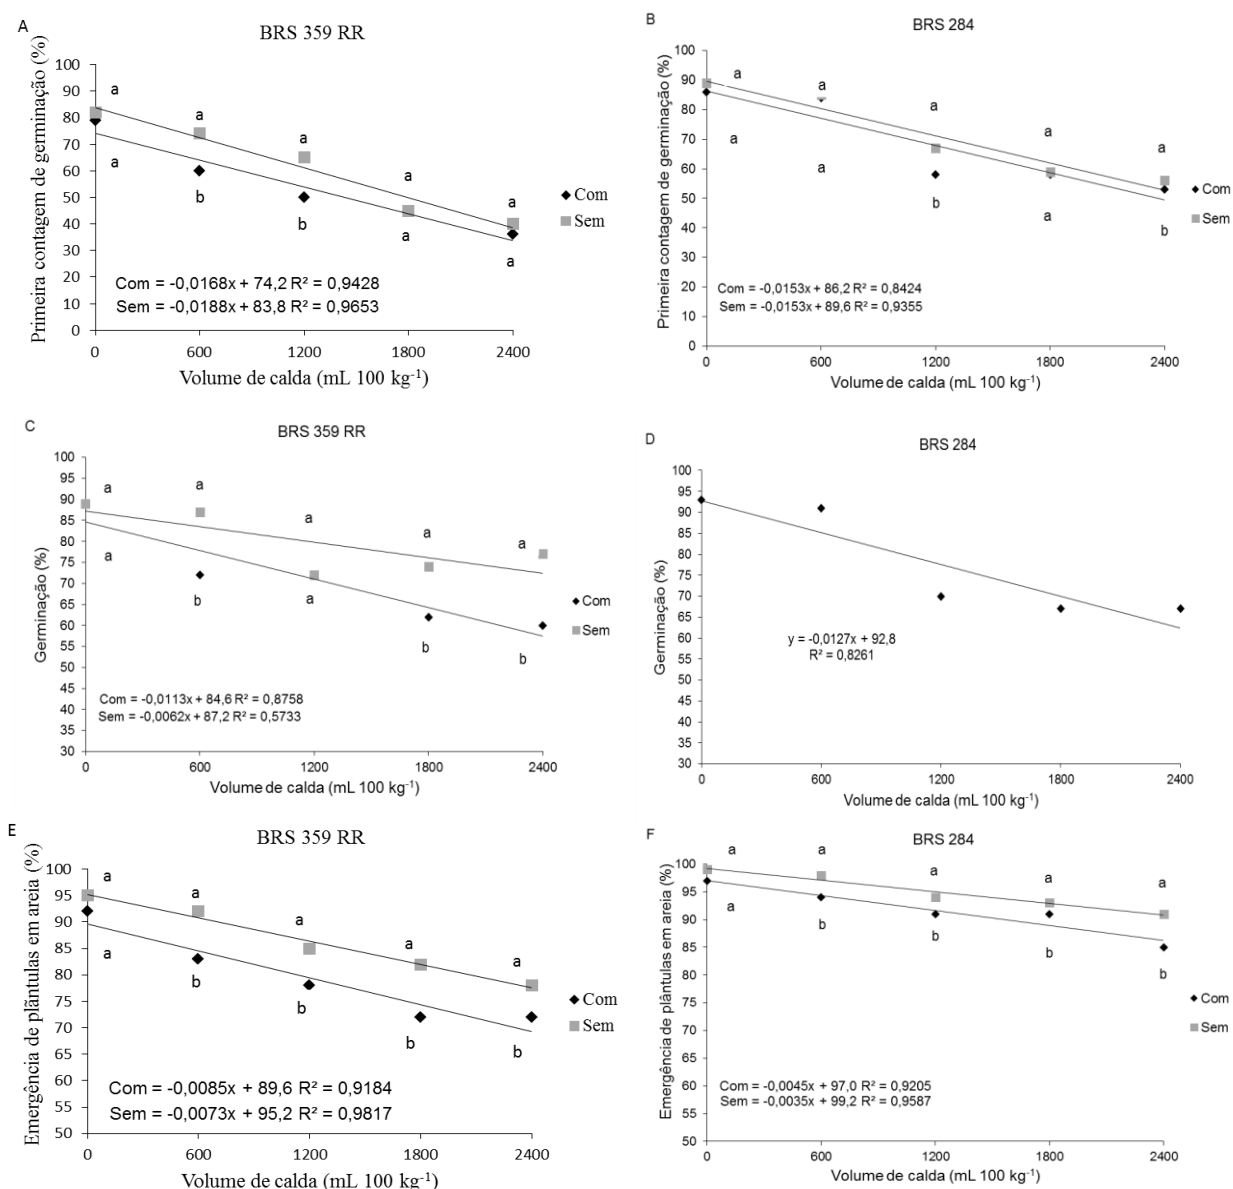 A
BRS 359 RR
Primeira contagem de germinação (%)
100
90
80
70
60
50
40
30
20
10
0
a
a
a
a
a
a
b
b
a
a
Com = -0,0168x + 74,2 R² = 0,9428
Sem = -0,0188x + 83,8 R² = 0,9653
0 600 1200 1800 2400
Volume de calda (mL 100 kg⁻¹)
Com
Sem
B
BRS 284
Primeira contagem de germinação (%)
100
90
80
70
60
50
40
30
20
10
0
a
a
a
a
a
a
a
b
a
b
Com = -0,0153x + 86,2 R² = 0,8424
Sem = -0,0153x + 89,6 R² = 0,9355
0 600 1200 1800 2400
Volume de calda (mL 100 kg⁻¹)
Com
Sem
C
BRS 359 RR
Germinação (%)
100
95
90
85
80
75
70
65
60
55
50
45
40
35
30
a
a
a
a
a
a
b
a
b
b
Com = -0,0113x + 84,6 R² = 0,8758
Sem = -0,0062x + 87,2 R² = 0,5733
0 600 1200 1800 2400
Volume de calda (mL 100 kg⁻¹)
Com
Sem
D
BRS 284
Germinação (%)
100
95
90
85
80
75
70
65
60
55
50
45
40
35
30
y = -0,0127x + 92,8
R² = 0,8261
0 600 1200 1800 2400
Volume de calda (mL 100 kg⁻¹)
E
BRS 359 RR
Emergência de plântulas em areia (%)
100
95
90
85
80
75
70
65
60
55
50
a
a
a
a
a
a
b
b
b
b
Com = -0,0085x + 89,6 R² = 0,9184
Sem = -0,0073x + 95,2 R² = 0,9817
0 600 1200 1800 2400
Volume de calda (mL 100 kg⁻¹)
Com
Sem
F
BRS 284
Emergência de plântulas em areia (%)
100
95
90
85
80
75
70
65
60
55
50
a
a
a
a
a
a
b
b
b
b
Com = -0,0045x + 97,0 R² = 0,9205
Sem = -0,0035x + 99,2 R² = 0,9587
0 600 1200 1800 2400
Volume de calda (mL 100 kg⁻¹)
Com
Sem